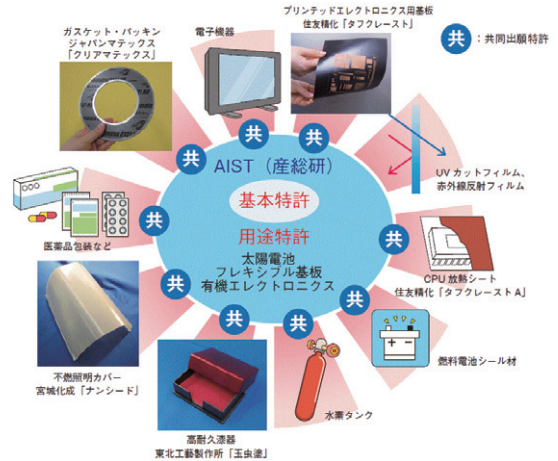 ガスケット・パッキン
ジャパンマテックス
「クリアマテックス」
電子機器
プリンテッドエレクトロニクス用基板
住友精化「タフクレースト」
共
:共同出願特許
共
共
共
AIST(産総研)
基本特許
用途特許
太陽電池
フレキシブル基板
有機エレクトロニクス
UVカットフィルム、
赤外線反射フィルム
共
医薬品包装など
共
CPU放熱シート
住友精化「タフクレーストA」
共
不燃照明カバー
宮城化成「ナンシード」
共
燃料電池シール材
共
高耐久漆器
東北工藝製作所「玉虫塗」
共
水素タンク